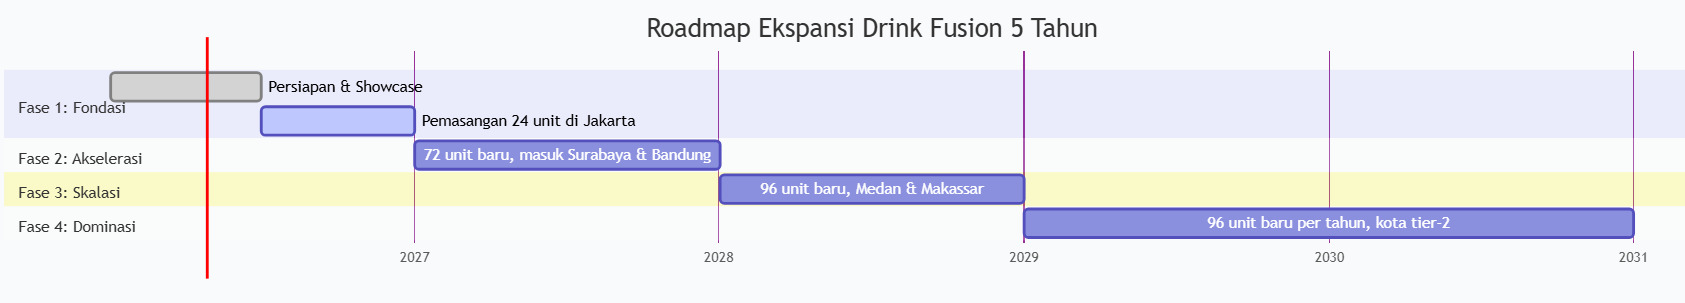 Roadmap Ekspansi Drink Fusion 5 Tahun
Persiapan & Showcase
Fase 1: Fondasi
Pemasangan 24 unit di Jakarta
Fase 2: Akselerasi
72 unit baru, masuk Surabaya & Bandung
Fase 3: Skalasi
96 unit baru, Medan & Makassar
Fase 4: Dominasi
96 unit baru per tahun, kota tier-2
2027
2028
2029
2030
2031